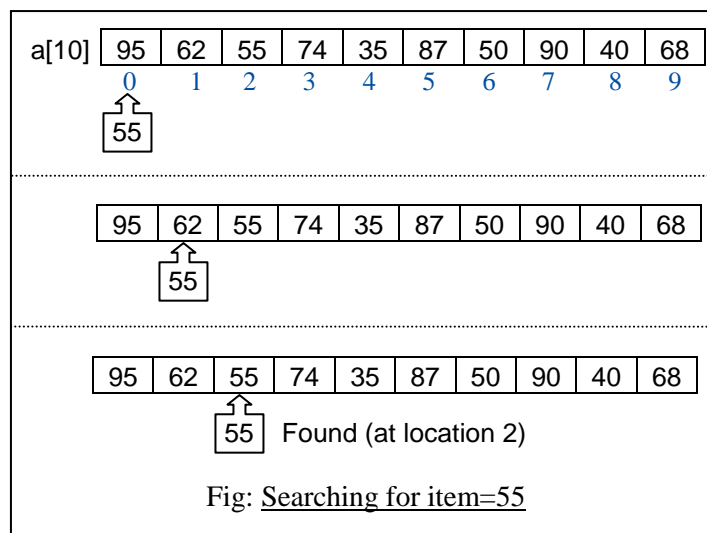 a[10] 95 62 55 74 35 87 50 90 40 68
0 1 2 3 4 5 6 7 8 9
55
95 62 55 74 35 87 50 90 40 68
55
95 62 55 74 35 87 50 90 40 68
55 Found (at location 2)
Fig: Searching for item=55